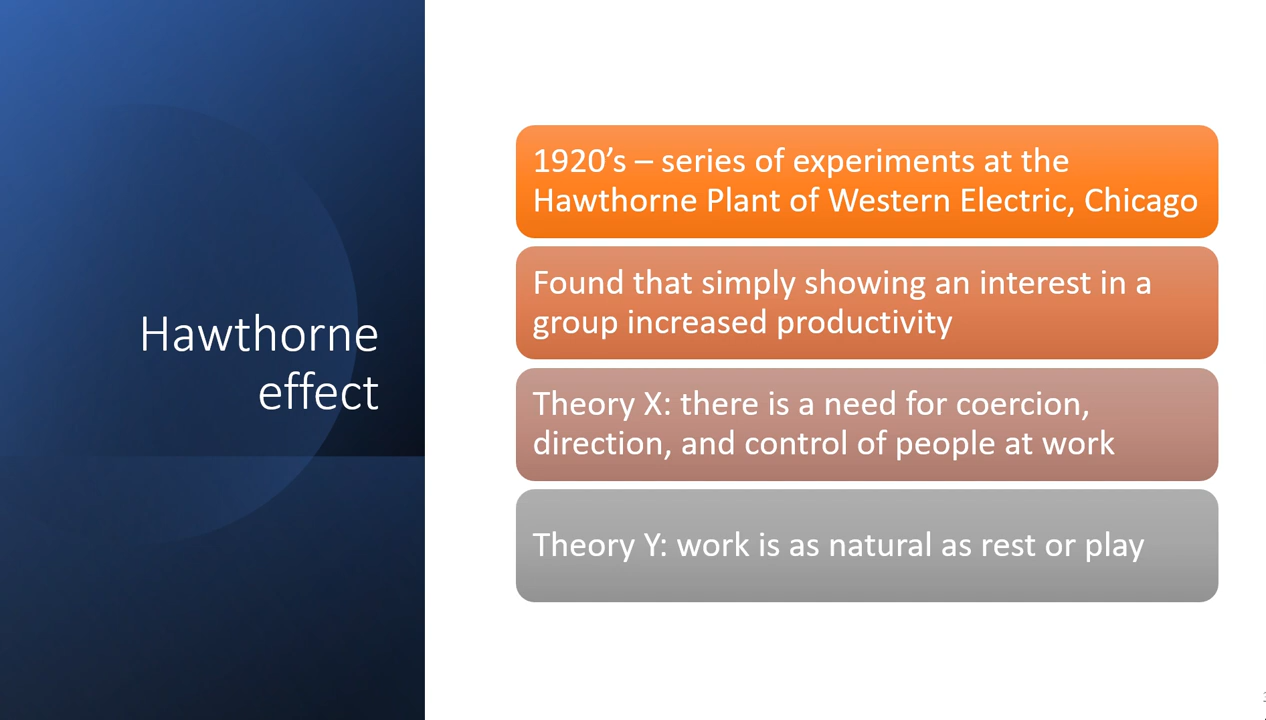 Hawthorne
effect
1920’s – series of experiments at the
Hawthorne Plant of Western Electric, Chicago
Found that simply showing an interest in a
group increased productivity
Theory X: there is a need for coercion,
direction, and control of people at work
Theory Y: work is as natural as rest or play